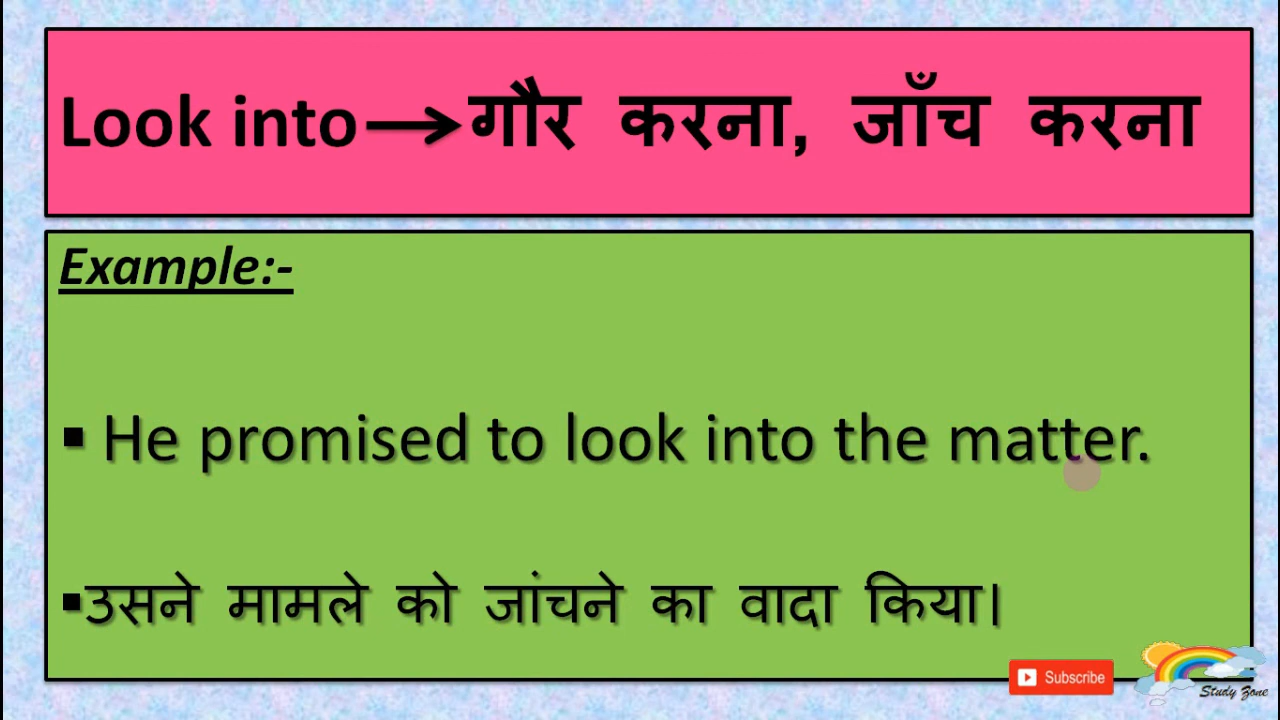 Look into→गौर करना, जाँच करना
Example:-
▪ He promised to look into the matter.
▪उसने मामले को जांचने का वादा किया।
Subscribe
Study Zone